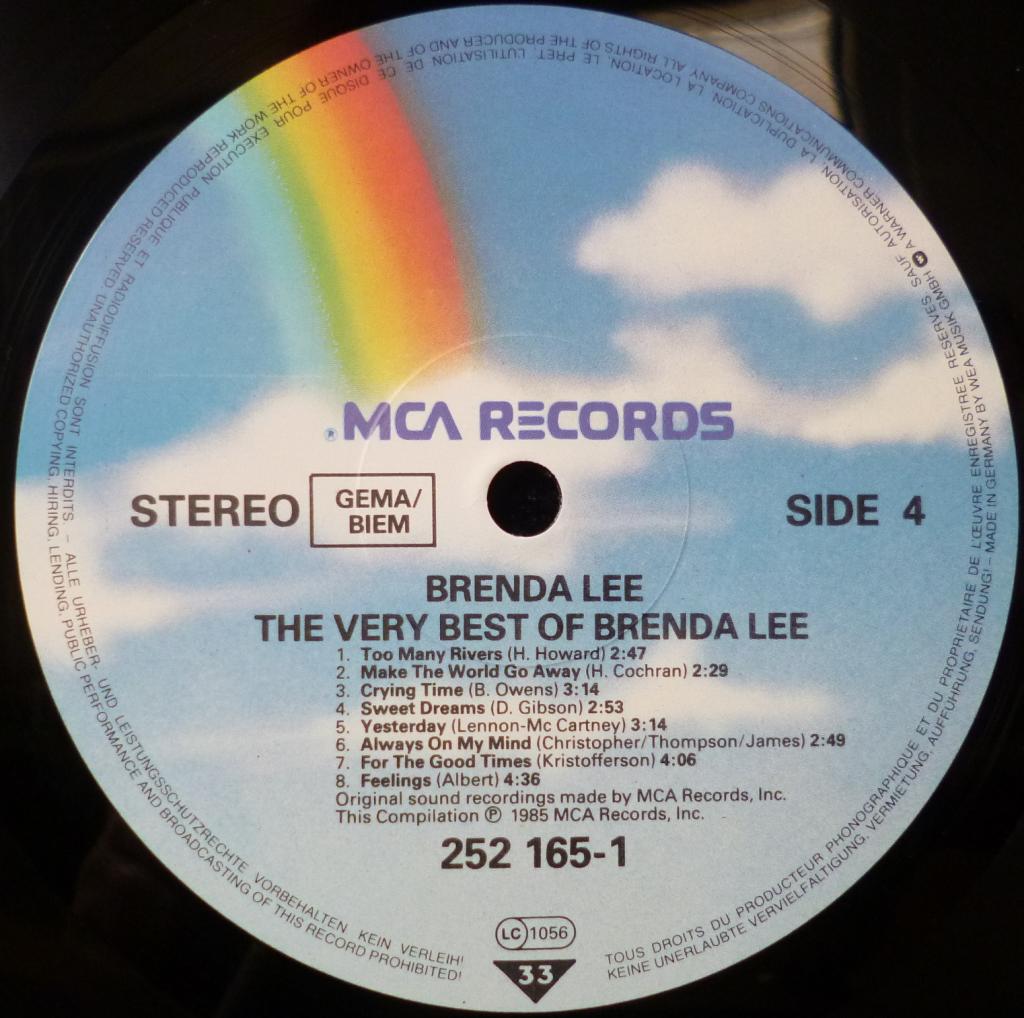 MCA RECORDS
®
STEREO
GEMA/
BIEM
SIDE 4
BRENDA LEE
THE VERY BEST OF BRENDA LEE
1. Too Many Rivers (H. Howard) 2:47
2. Make The World Go Away (H. Cochran) 2:29
3. Crying Time (B. Owens) 3:14
4. Sweet Dreams (D. Gibson) 2:53
5. Yesterday (Lennon-Mc Cartney) 3:14
6. Always On My Mind (Christopher/Thompson/James) 2:49
7. For The Good Times (Kristofferson) 4:06
8. Feelings (Albert) 4:36
Original sound recordings made by MCA Records, Inc.
This Compilation ℗ 1985 MCA Records, Inc.
252 165-1
LC 1056
33
TOUS DROITS DU PRODUCTEUR PHONOGRAPHIQUE ET DU PROPRIETAIRE DE L'ŒUVRE ENREGISTREE RESERVES. SAUF AUTORISATION, LA DUPLICATION, LA LOCATION, LE PRET, L'UTILISATION DE CE DISQUE POUR EXECUTION PUBLIQUE ET RADIODIFFUSION SONT INTERDITS. – ALLE URHEBER- UND LEISTUNGSSCHUTZRECHTE VORBEHALTEN. KEIN VERLEIH!
KEINE UNERLAUBTE VERVIELFÄLTIGUNG, VERMIETUNG, AUFFÜHRUNG, SENDUNG! – MADE IN GERMANY BY WEA MUSIK GMBH A WARNER COMMUNICATIONS COMPANY ALL RIGHTS OF THE PRODUCER AND OF THE OWNER OF THE WORK REPRODUCED RESERVED. UNAUTHORIZED COPYING, HIRING, LENDING, PUBLIC PERFORMANCE AND BROADCASTING OF THIS RECORD PROHIBITED!